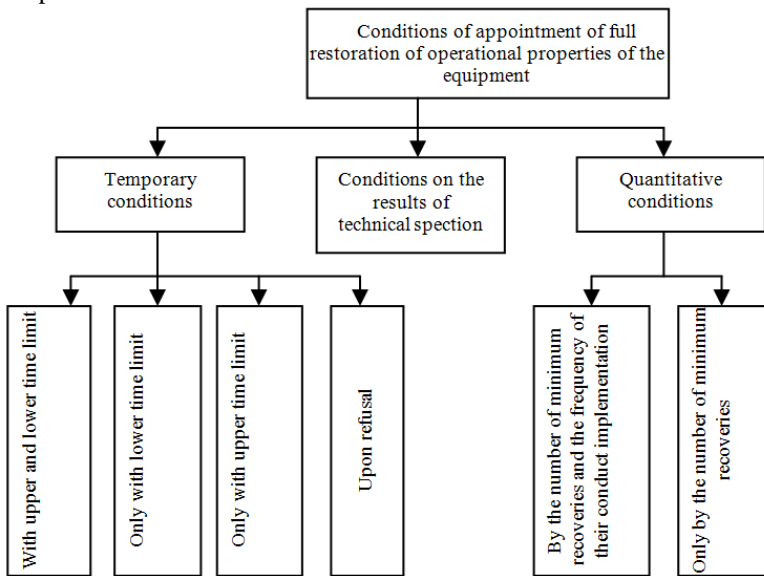 Conditions of appointment of full
restoration of operational properties of the
equipment
Temporary
conditions
Conditions on the
results of
technical spection
Quantitative
conditions
With upper and lower time limit
Only with lower time limit
Only with upper time limit
Upon refusal
By the number of minimum
recoveries and the frequency of
their conduct implementation
Only by the number of minimum
recoveries